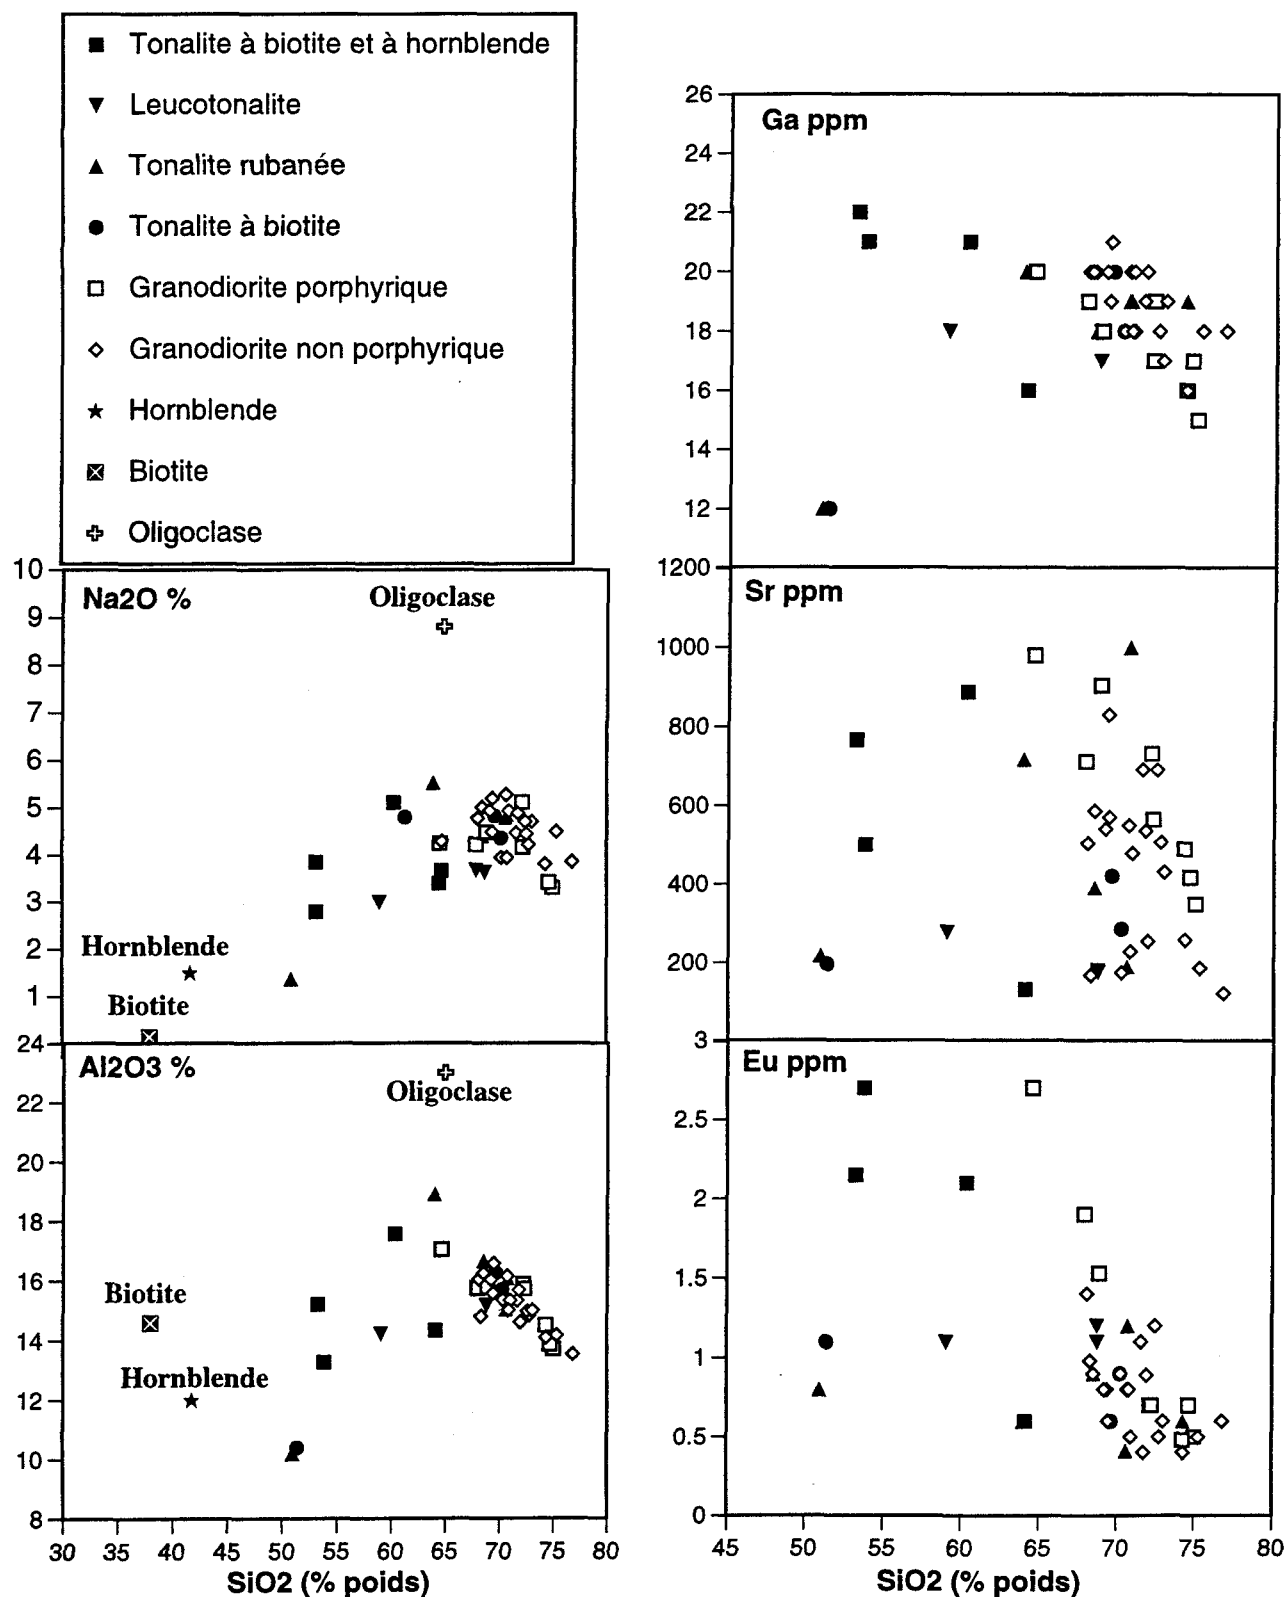 Tonalite à biotite et à hornblende
Leucotonalite
Tonalite rubanée
Tonalite à biotite
Granodiorite porphyrique
Granodiorite non porphyrique
Hornblende
Biotite
Oligoclase
10
Na2O %
Oligoclase
9
8
7
6
5
4
3
2
Hornblende
1
Biotite
24
Al2O3 %
Oligoclase
22
20
18
16
Biotite
14
Hornblende
12
10
8
30 35 40 45 50 55 60 65 70 75 80
SiO2 (% poids)
26
Ga ppm
24
22
20
18
16
14
12
1200
Sr ppm
1000
800
600
400
200
3
Eu ppm
2.5
2
1.5
1
0.5
0
45 50 55 60 65 70 75 80
SiO2 (% poids)